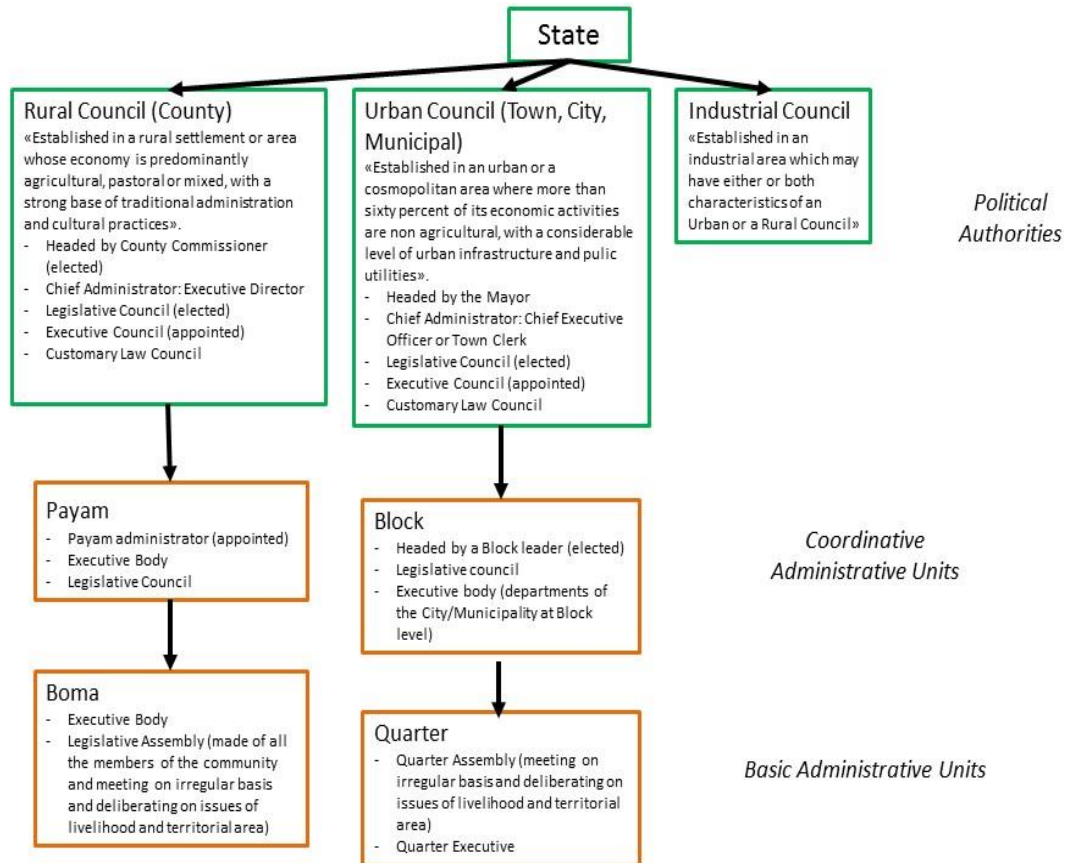 State
Rural Council (County)
«Established in a rural settlement or area
whose economy is predominantly
agricultural, pastoral or mixed, with a
strong base of traditional administration
and cultural practices».
- Headed by County Commissioner
(elected)
- Chief Administrator: Executive Director
- Legislative Council (elected)
- Executive Council (appointed)
- Customary Law Council
Urban Council (Town, City,
Municipal)
«Established in an urban or a
cosmopolitan area where more than
sixty percent of its economic activities
are non agricultural, with a considerable
level of urban infrastructure and pulic
utilities».
- Headed by the Mayor
- Chief Administrator: Chief Executive
Officer or Town Clerk
- Legislative Council (elected)
- Executive Council (appointed)
- Customary Law Council
Industrial Council
«Established in an
industrial area which may
have either or both
characteristics of an
Urban or a Rural Council»
Political
Authorities
Payam
- Payam administrator (appointed)
- Executive Body
- Legislative Council
Block
- Headed by a Block leader (elected)
- Legislative council
- Executive body (departments of
the City/Municipality at Block
level)
Coordinative
Administrative Units
Boma
- Executive Body
- Legislative Assembly (made of all
the members of the community
and meeting on irregular basis
and deliberating on issues of
livelihood and territorial area)
Quarter
- Quarter Assembly (meeting on
irregular basis and deliberating on
issues of livelihood and territorial
area)
- Quarter Executive
Basic Administrative Units